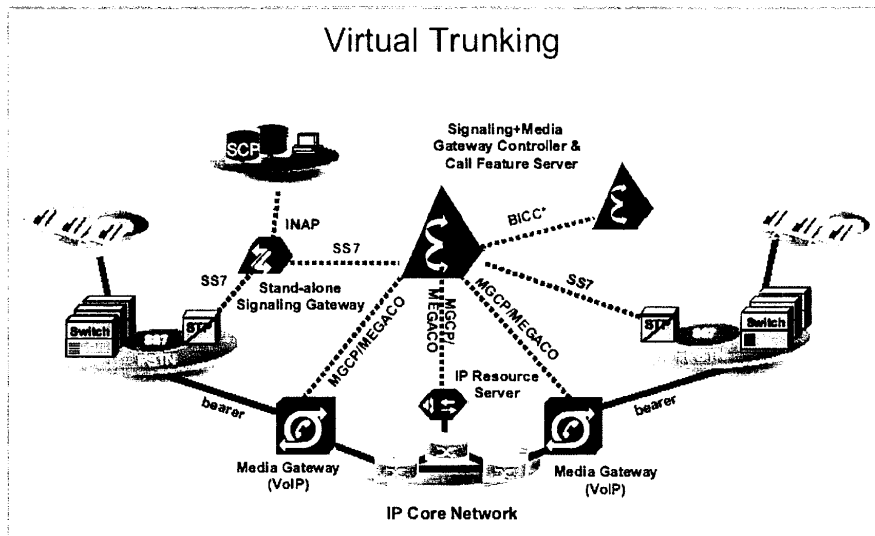 Virtual Trunking
Signaling+Media
Gateway Controller &
Call Feature Server
SCP
INAP
BICC*
SS7
SS7
SS7
Stand-alone
Signaling Gateway
MGCP/MEGACO
MGCP/
MEGACO
MGCP/MEGACO
Switch
STP
PSTN
STP
Switch
IP Resource
Server
bearer
bearer
Media Gateway
(VoIP)
Media Gateway
(VoIP)
IP Core Network